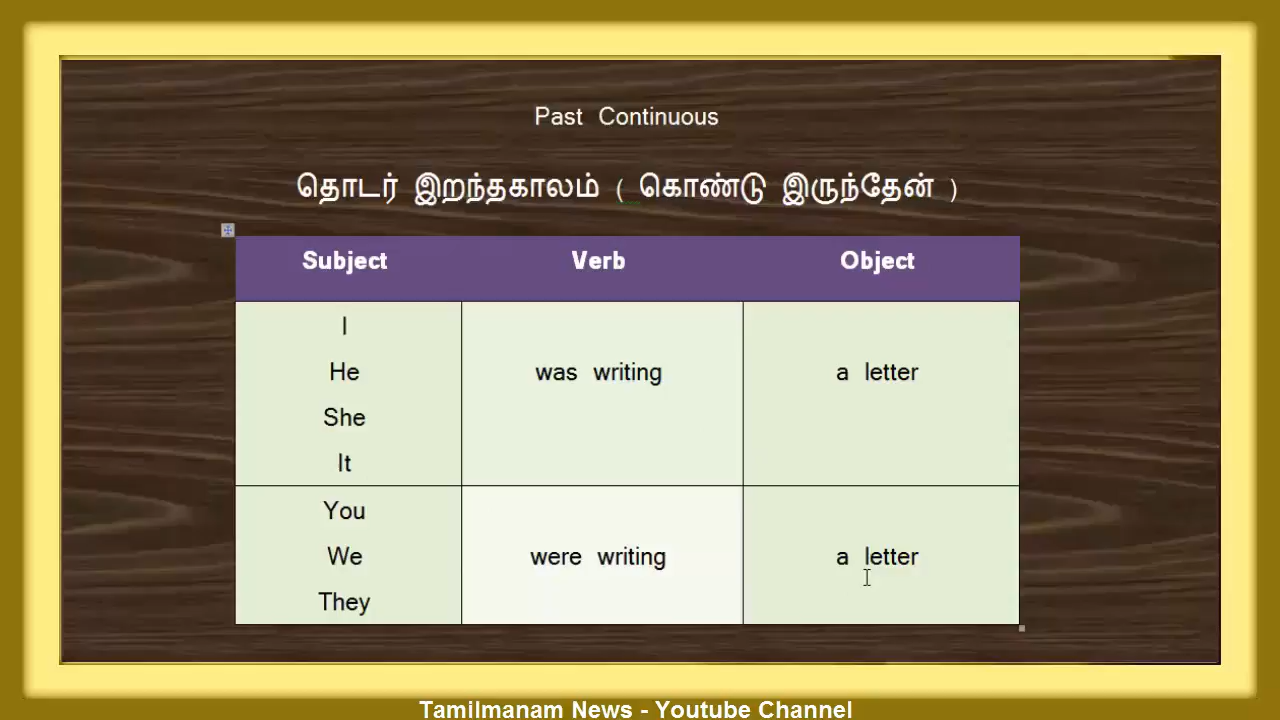 Past Continuous
தொடர் இறந்தகாலம் ( கொண்டு இருந்தேன் )
Subject Verb Object
I
He was writing a letter
She
It
You
We were writing a letter
They
Tamilmanam News - Youtube Channel